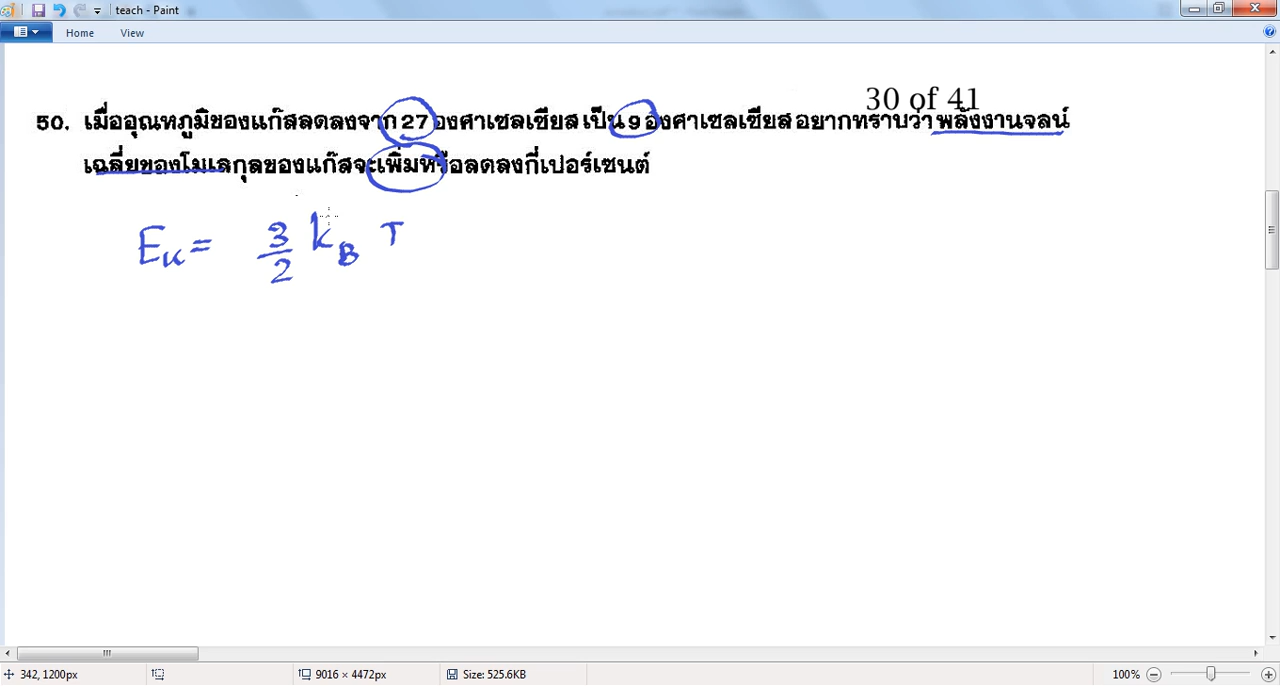 teach - Paint
Home View
30 of 41
50. เมื่ออุณหภูมิของแก๊สลดลงจาก 27 องศาเซลเซียส เป็น 9 องศาเซลเซียส อยากทราบว่า พลังงานจลน์
เฉลี่ยของโมเลกุลของแก๊สจะเพิ่มหรือลดลงกี่เปอร์เซนต์
E_K = 3/2 k_B T
342, 1200px 9016 × 4472px Size: 525.6KB 100%